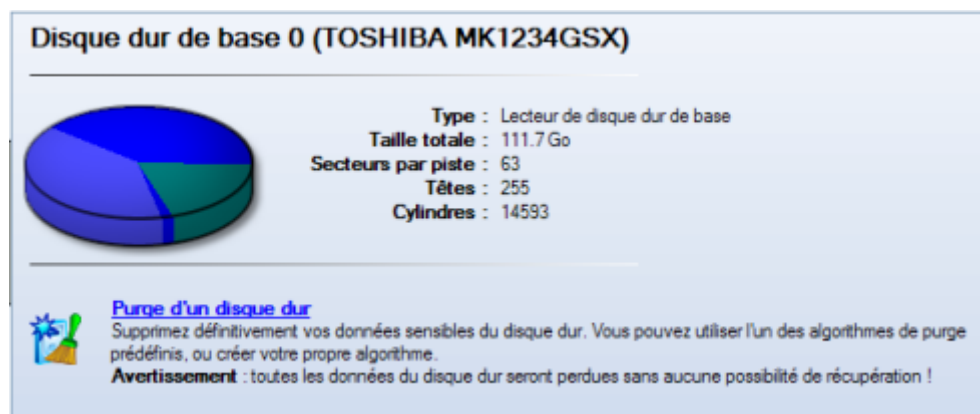 Disque dur de base 0 (TOSHIBA MK1234GSX)
Type : Lecteur de disque dur de base
Taille totale : 111.7 Go
Secteurs par piste : 63
Têtes : 255
Cylindres : 14593
Purge d'un disque dur
Supprimez définitivement vos données sensibles du disque dur. Vous pouvez utiliser l'un des algorithmes de purge
prédéfinis, ou créer votre propre algorithme.
Avertissement : toutes les données du disque dur seront perdues sans aucune possibilité de récupération !